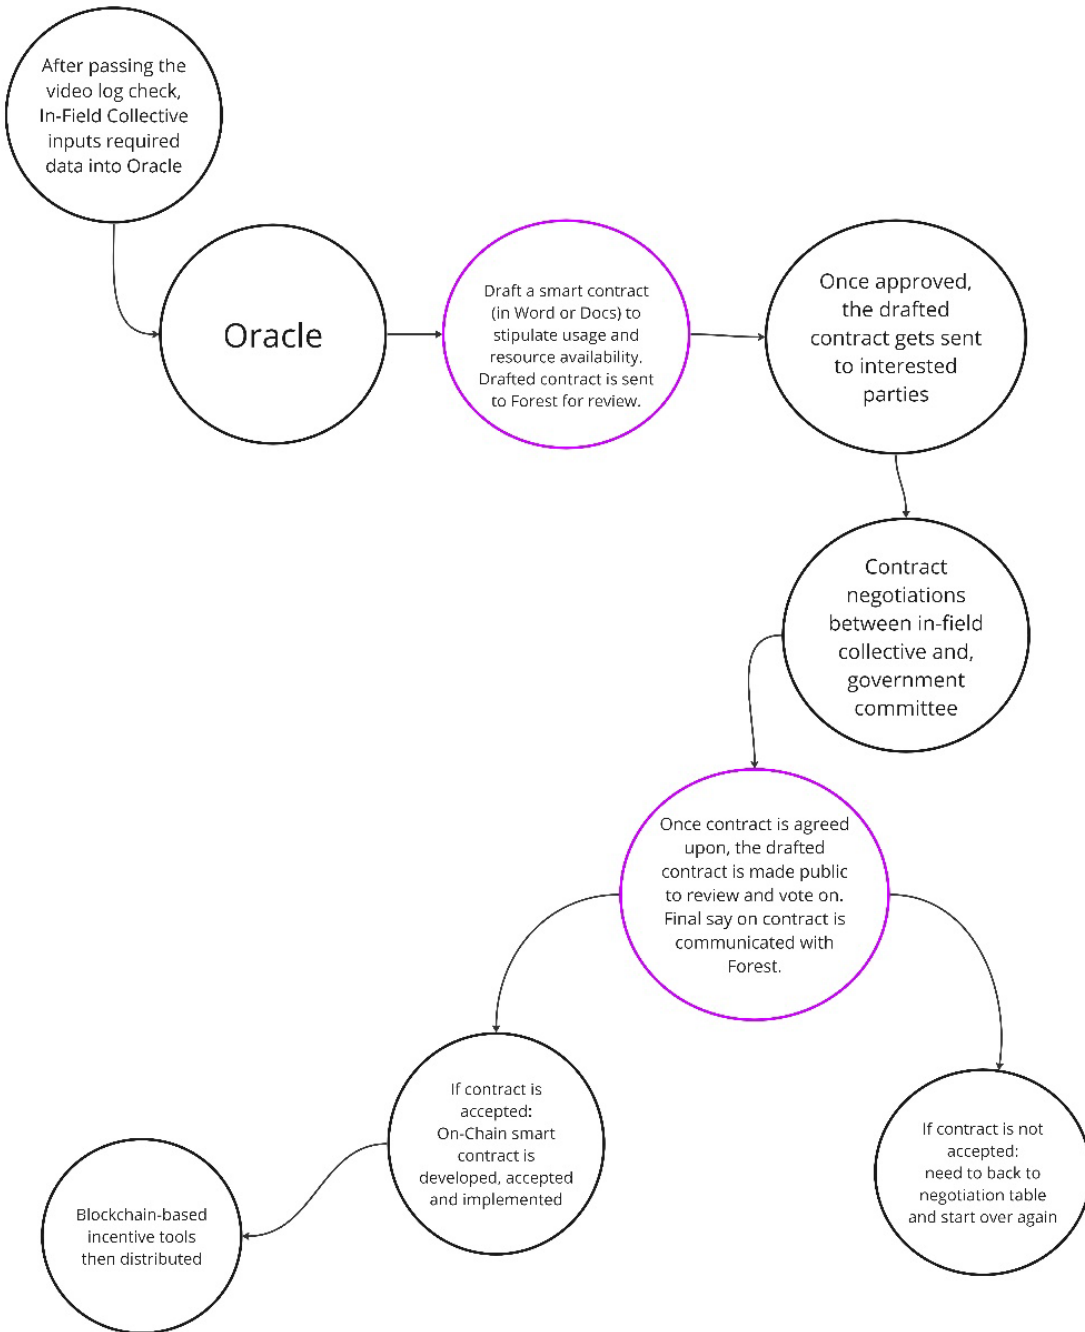 After passing the
video log check,
In-Field Collective
inputs required
data into Oracle
Oracle
Draft a smart contract
(in Word or Docs) to
stipulate usage and
resource availability.
Drafted contract is sent
to Forest for review.
Once approved,
the drafted
contract gets sent
to interested
parties
Contract
negotiations
between in-field
collective and,
government
committee
Once contract is agreed
upon, the drafted
contract is made public
to review and vote on.
Final say on contract is
communicated with
Forest.
If contract is
accepted:
On-Chain smart
contract is
developed, accepted
and implemented
If contract is not
accepted:
need to back to
negotiation table
and start over again
Blockchain-based
incentive tools
then distributed